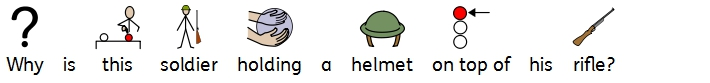 Why is this soldier holding a helmet on top of his rifle?